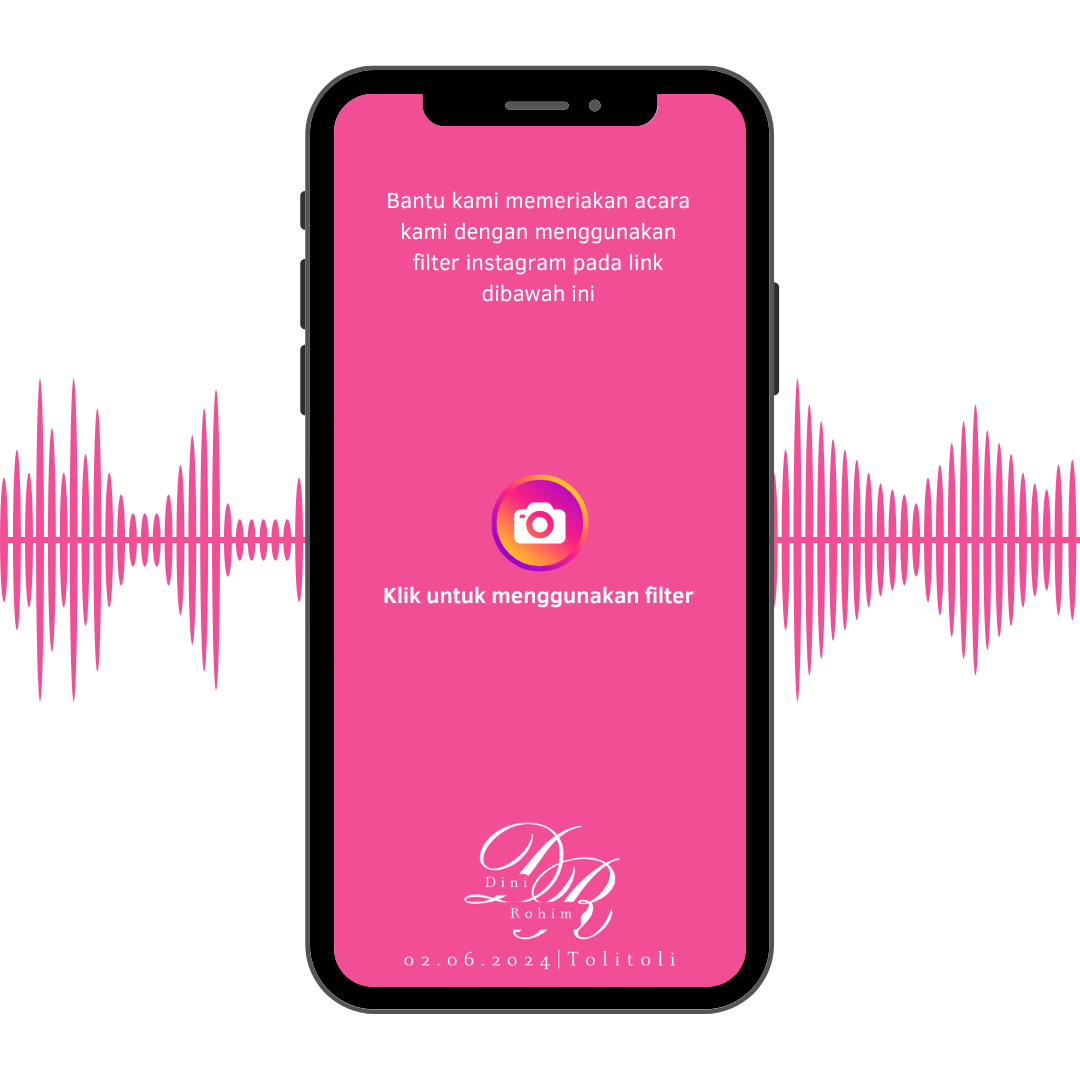 Bantu kami memeriakan acara
kami dengan menggunakan
filter instagram pada link
dibawah ini
Klik untuk menggunakan filter
DR
Dini
Rohim
02.06.2024|Tolitoli